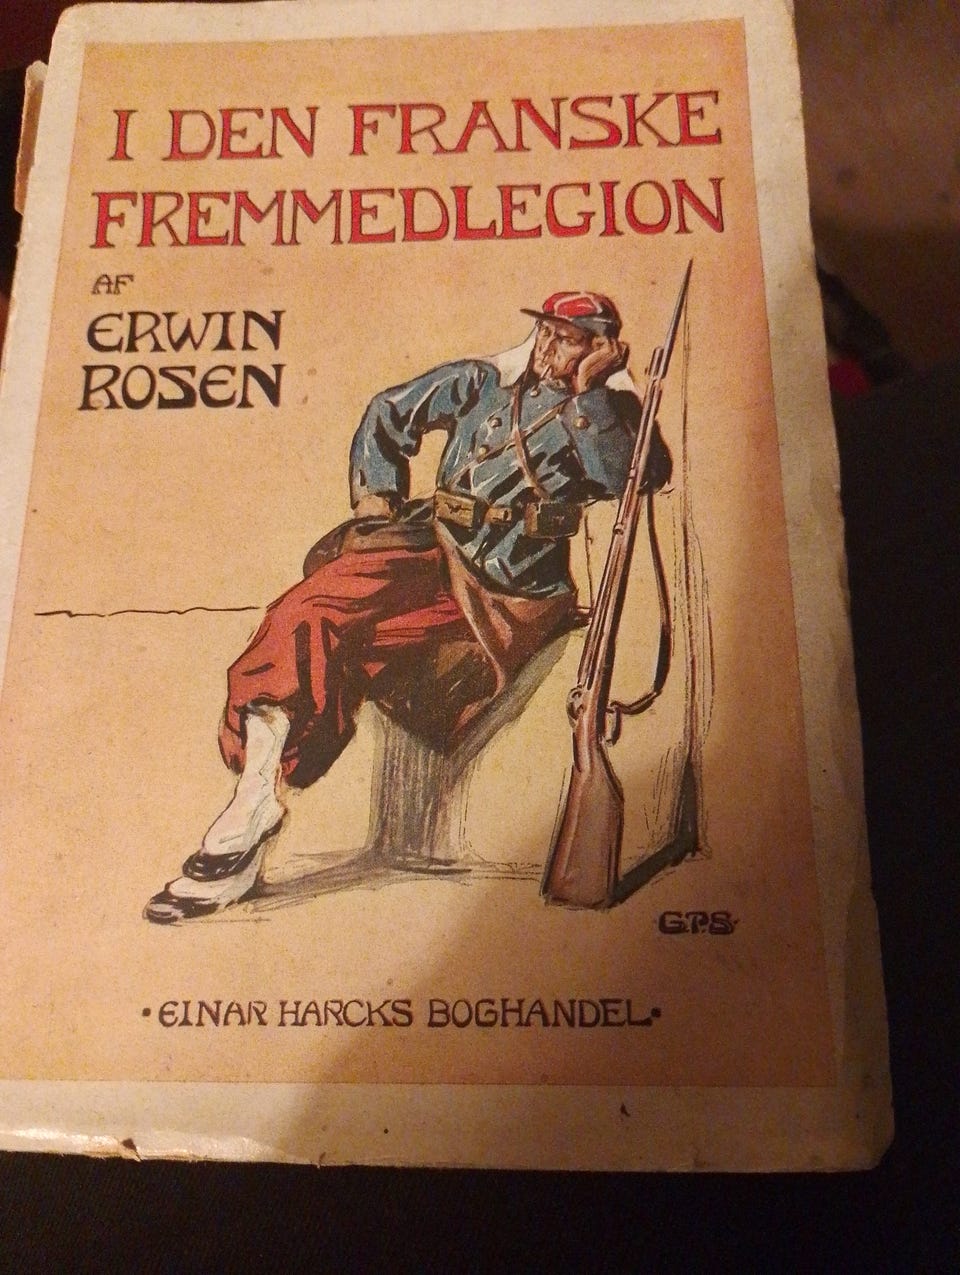 I DEN FRANSKE
FREMMEDLEGION
AF
ERWIN
ROSEN
G.P.S.
·EINAR HARCKS BOGHANDEL·